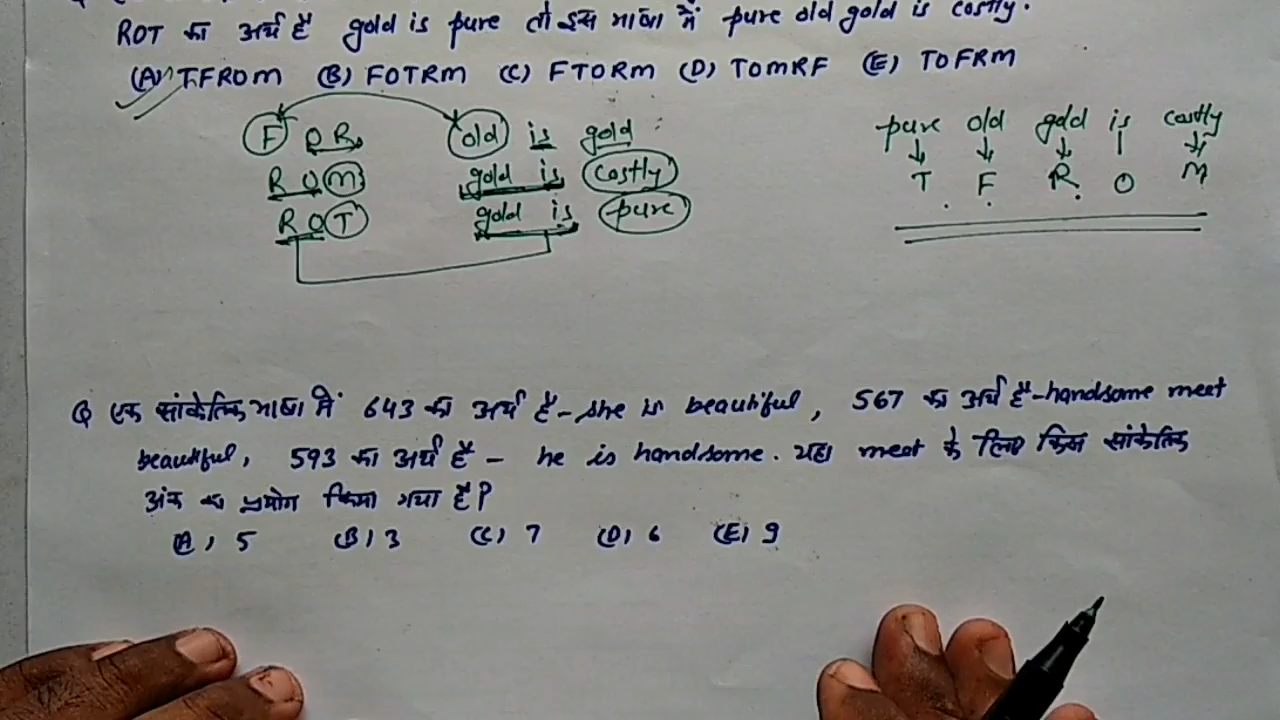 ROT का अर्थ है gold is pure तो इस भाषा में pure old gold is costly.
(A) TFROM (B) FOTRM (C) FTORM (D) TOMRF (E) TOFRM
F OR old is gold
R O M gold is costly
R O T gold is pure
pure old gold is costly
T F R O M
Q एक सांकेतिक भाषा में 643 का अर्थ है - she is beautiful, 567 का अर्थ है - handsome meet
beautiful, 593 का अर्थ है - he is handsome. यहा meet के लिए किस सांकेतिक
अंक का प्रयोग किया गया है?
(A) 5 (B) 3 (C) 7 (D) 6 (E) 9